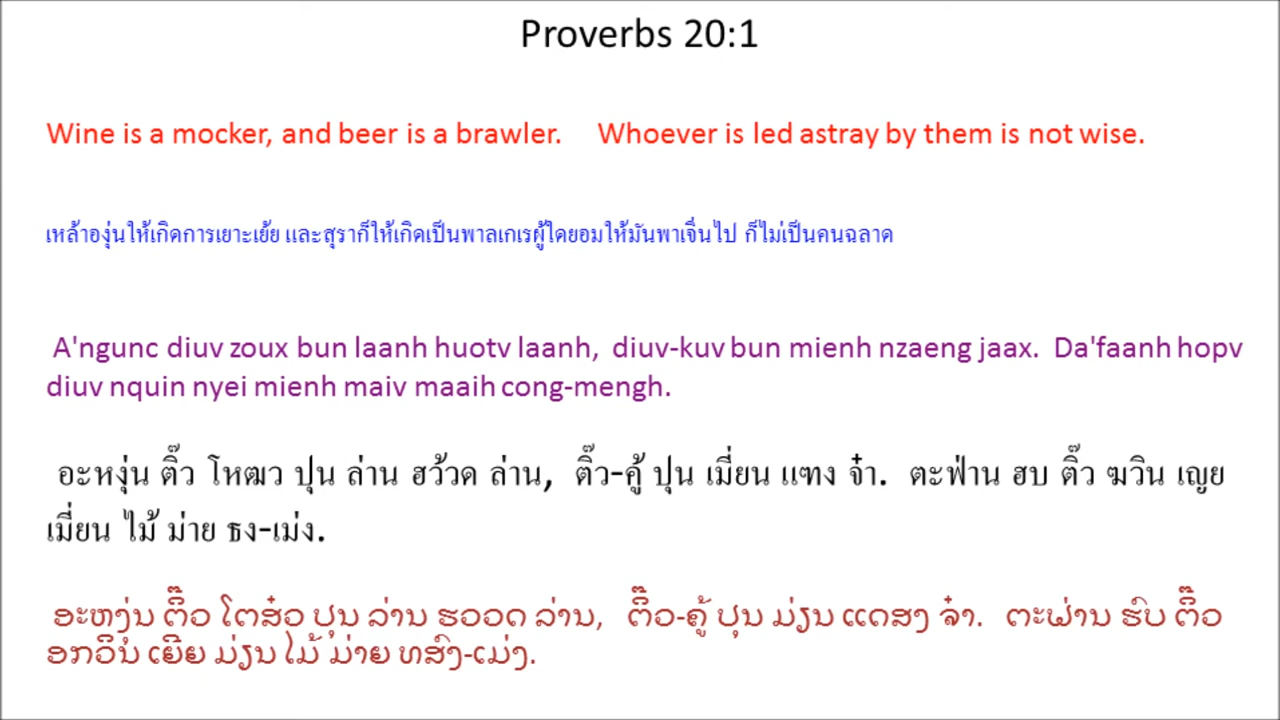 Proverbs 20:1
Wine is a mocker, and beer is a brawler. Whoever is led astray by them is not wise.
เหล้าองุ่นให้เกิดการเยาะเย้ย และสุราก็ให้เกิดเป็นพาลเกเรผู้ใดยอมให้มันพาเจิ่นไป ก็ไม่เป็นคนฉลาด
A'ngunc diuv zoux bun laanh huotv laanh, diuv-kuv bun mienh nzaeng jaax. Da'faanh hopv
diuv nquin nyei mienh maiv maaih cong-mengh.
อะหงุ่น ติ๊ว โหฒว ปุน ล่าน ฮว้วด ล่าน, ติ๊ว-คู้ ปุน เมี่ยน แฑง จ๋า. ตะฟ่าน ฮบ ติ๊ว ฆวิน เญย
เมี่ยน ไม้ ม่าย ธง-เม่ง.
ອະຫງຸ່ນ ຕິ໊ວ ໂຕສ໋ວ ປຸນ ລ່ານ ຮວວດ ລ່ານ, ຕິ໊ວ-ຄູ້ ປຸນ ມ່ຽນ ແດສງ ຈ໋າ. ຕະຟ່ານ ຮົບ ຕິ໊ວ
ອກວິນ ເຍີຍ ມ່ຽນ ໄມ້ ມ່າຍ ທສົງ-ເມ່ງ.